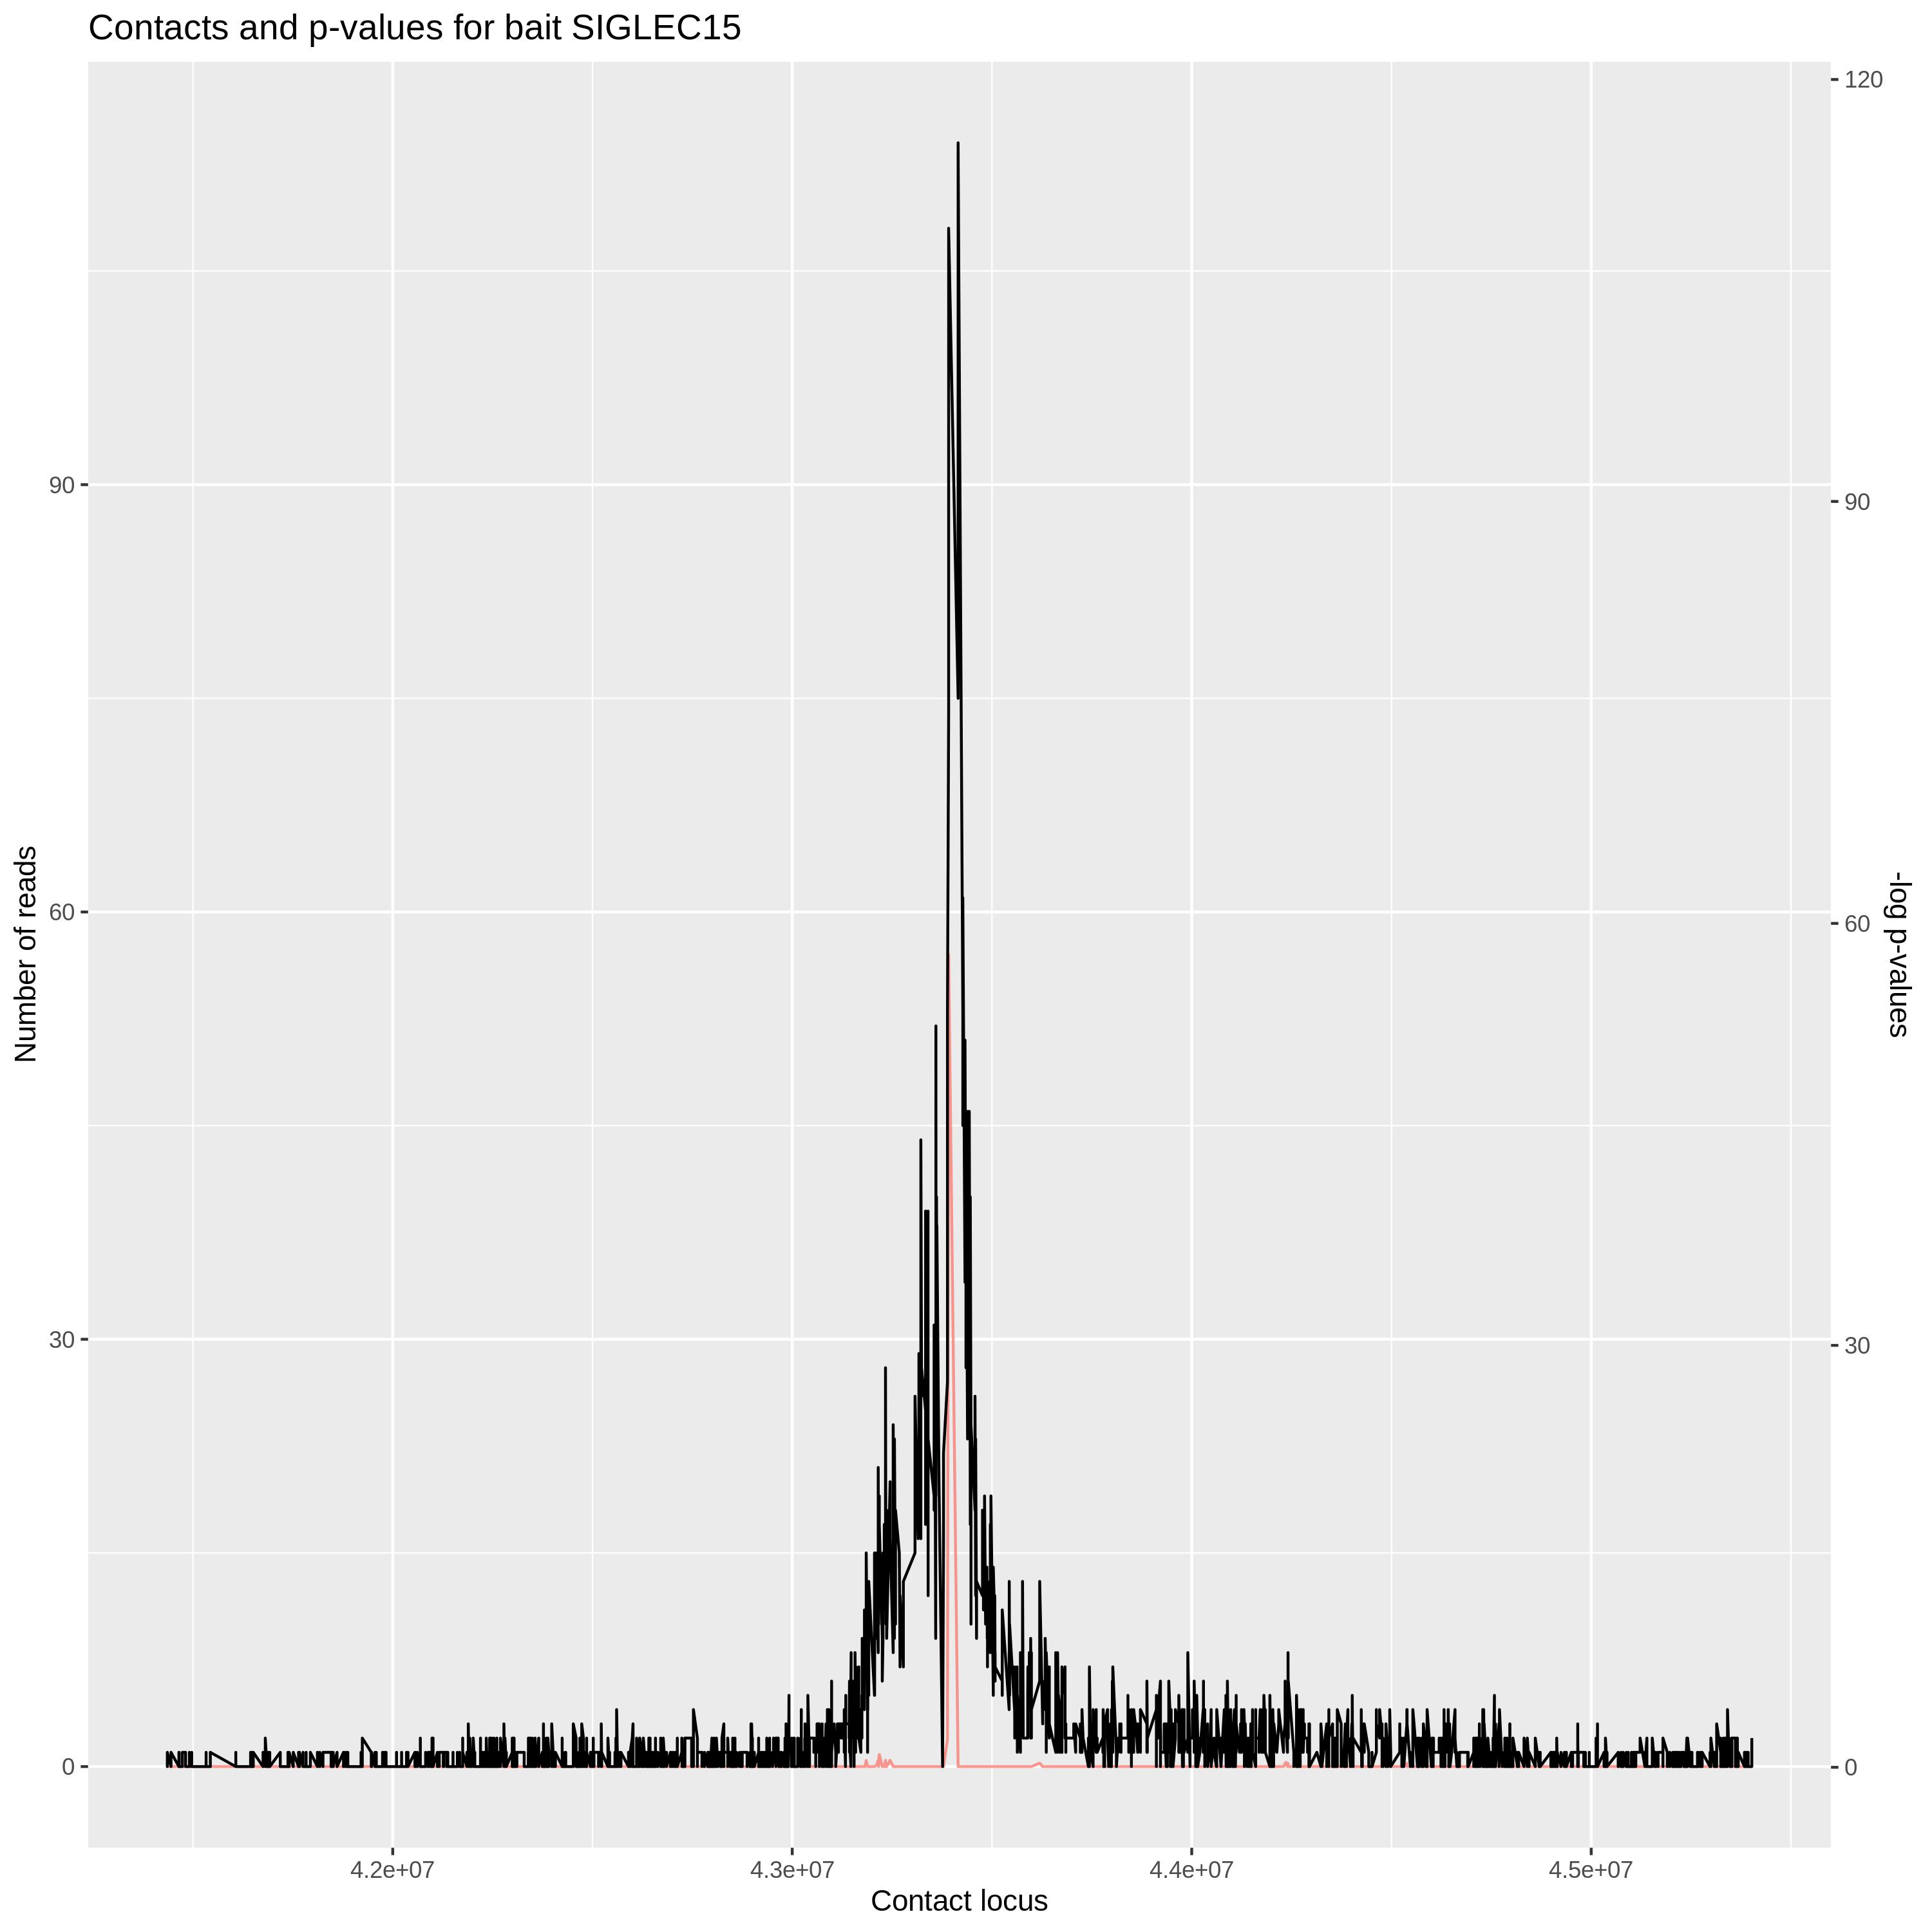 Contacts and p-values for bait SIGLEC15
120
90
90
60
60
30
30
0
0
Number of reads
-log p-values
4.2e+07 4.3e+07 4.4e+07 4.5e+07
Contact locus